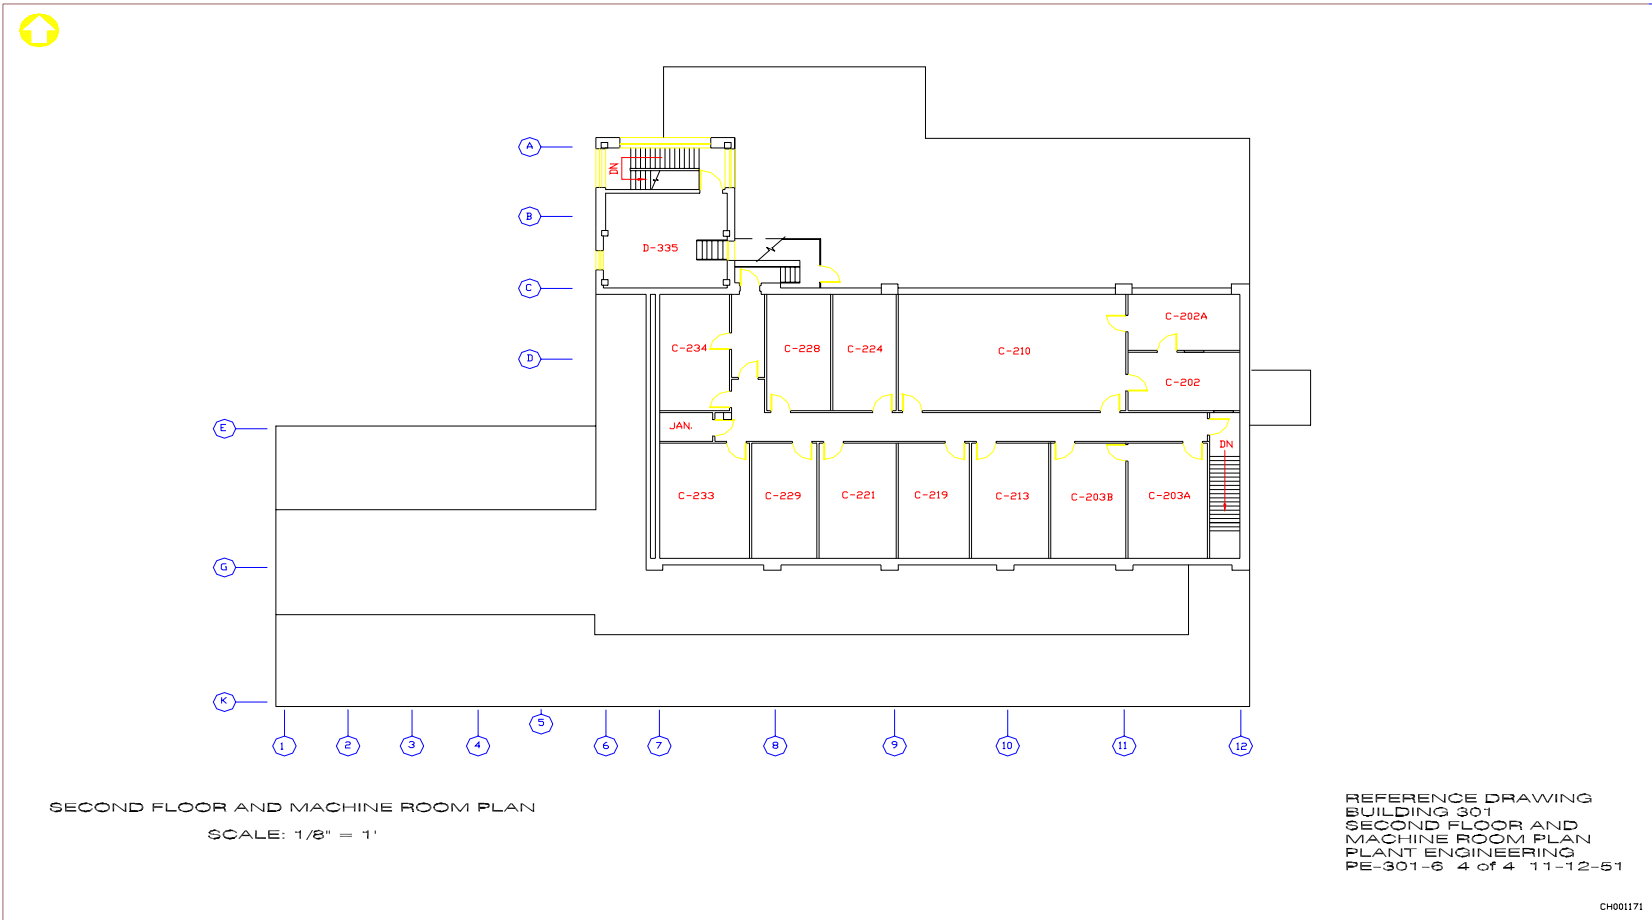 A
DN
B
D-335
C
C-202A
C-234
C-228
C-224
C-210
D
C-202
E
JAN.
DN
C-233
C-229
C-221
C-219
C-213
C-203B
C-203A
G
K
1
2
3
4
5
6
7
8
9
10
11
12
SECOND FLOOR AND MACHINE ROOM PLAN
SCALE: 1/8" = 1'
REFERENCE DRAWING
BUILDING 301
SECOND FLOOR AND
MACHINE ROOM PLAN
PLANT ENGINEERING
PE-301-6 4 of 4 11-12-51
CH001171